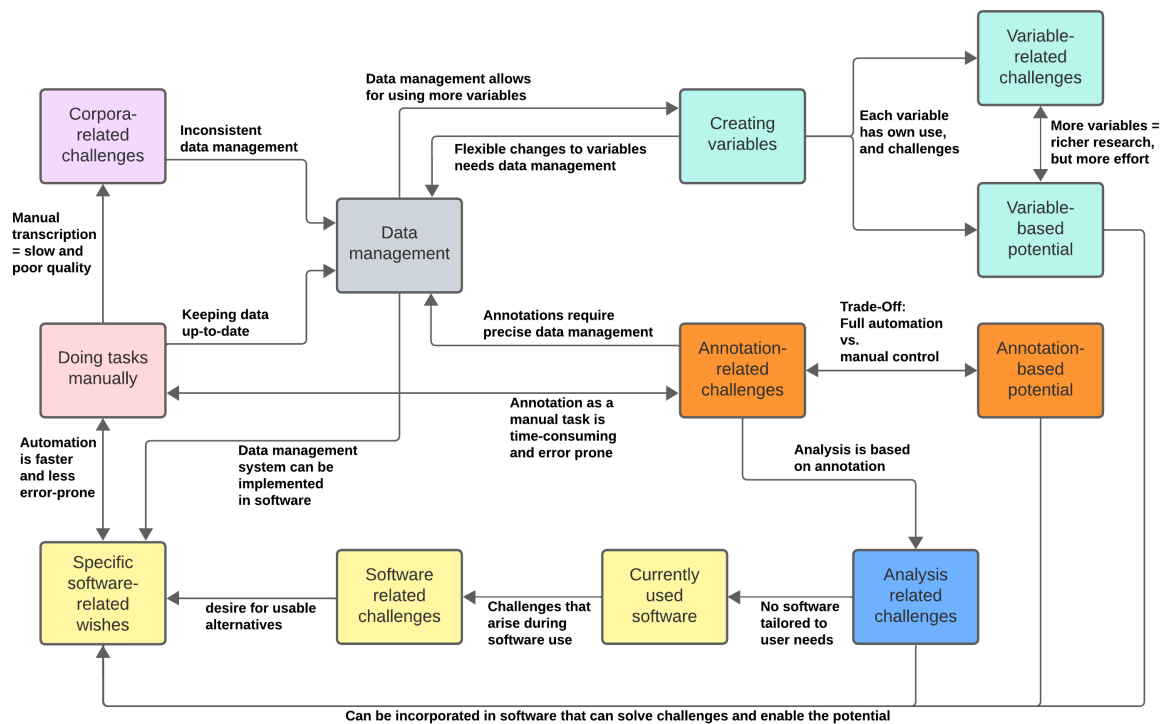 Variable-
related
challenges
Data management allows
for using more variables
Corpora-
related
challenges
Inconsistent
data management
Creating
variables
Each variable
has own use,
and challenges
More variables =
richer research,
but more effort
Flexible changes to variables
needs data management
Manual
transcription
= slow and
poor quality
Data
management
Variable-
based
potential
Keeping data
up-to-date
Annotations require
precise data management
Trade-Off:
Full automation
vs.
manual control
Doing tasks
manually
Annotation-
related
challenges
Annotation-
based
potential
Annotation as a
manual task is
time-consuming
and error prone
Automation
is faster
and less
error-prone
Data management
system can be
implemented
in software
Analysis is based
on annotation
Specific
software-
related
wishes
desire for usable
alternatives
Software
related
challenges
Challenges that
arise during
software use
Currently
used
software
No software
tailored to
user needs
Analysis
related
challenges
Can be incorporated in software that can solve challenges and enable the potential